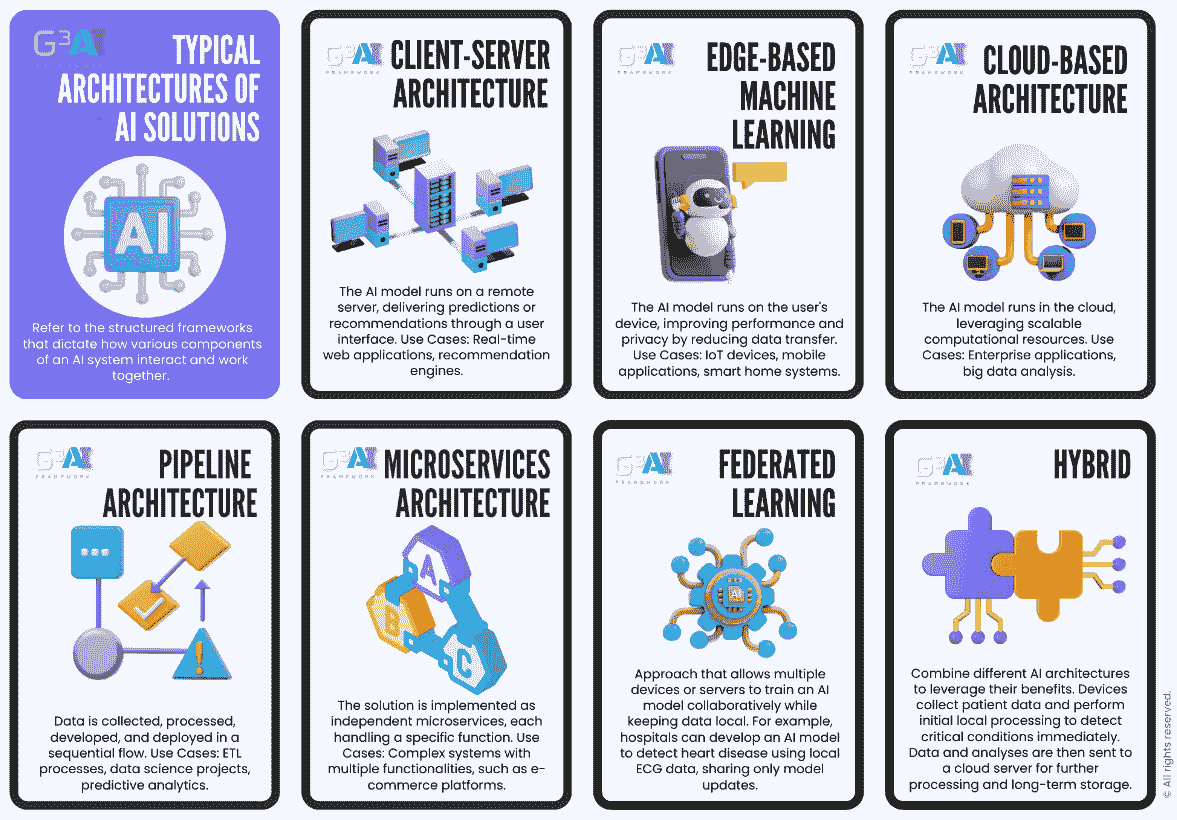 G³AI
TYPICAL
ARCHITECTURES OF
AI SOLUTIONS
AI
Refer to the structured frameworks
that dictate how various components
of an AI system interact and work
together.
G³AI
FRAMEWORK
CLIENT-SERVER
ARCHITECTURE
The AI model runs on a remote
server, delivering predictions or
recommendations through a user
interface. Use Cases: Real-time
web applications, recommendation
engines.
G³AI
FRAMEWORK
EDGE-BASED
MACHINE
LEARNING
The AI model runs on the user's
device, improving performance and
privacy by reducing data transfer.
Use Cases: IoT devices, mobile
applications, smart home systems.
G³AI
FRAMEWORK
CLOUD-BASED
ARCHITECTURE
The AI model runs in the cloud,
leveraging scalable
computational resources. Use
Cases: Enterprise applications,
big data analysis.
G³AI
FRAMEWORK
PIPELINE
ARCHITECTURE
Data is collected, processed,
developed, and deployed in a
sequential flow. Use Cases: ETL
processes, data science projects,
predictive analytics.
G³AI
FRAMEWORK
MICROSERVICES
ARCHITECTURE
A
B
C
The solution is implemented as
independent microservices, each
handling a specific function. Use
Cases: Complex systems with
multiple functionalities, such as e-
commerce platforms.
G³AI
FRAMEWORK
FEDERATED
LEARNING
AI
Approach that allows multiple
devices or servers to train an AI
model collaboratively while
keeping data local. For example,
hospitals can develop an AI model
to detect heart disease using local
ECG data, sharing only model
updates.
G³AI
FRAMEWORK
HYBRID
Combine different AI architectures
to leverage their benefits. Devices
collect patient data and perform
initial local processing to detect
critical conditions immediately.
Data and analyses are then sent to
a cloud server for further
processing and long-term storage.
© All rights reserved.